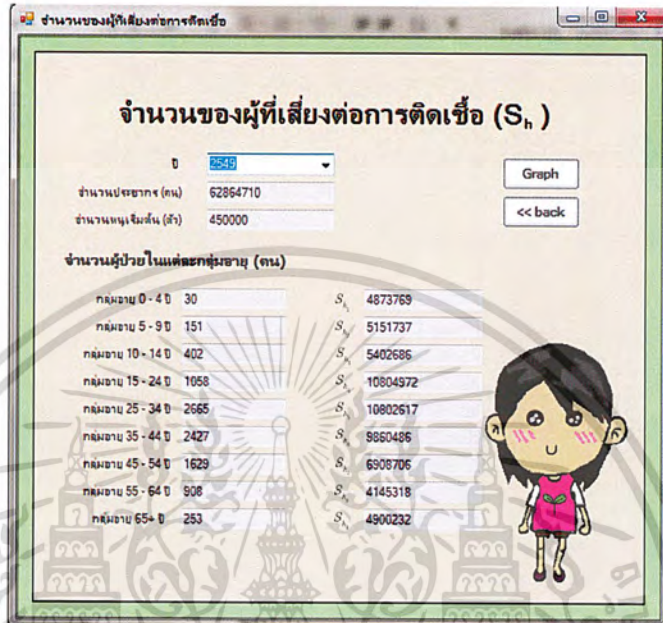 จำนวนของผู้ที่เสี่ยงต่อการติดเชื้อ
จำนวนของผู้ที่เสี่ยงต่อการติดเชื้อ (Sh )
ปี 2549
Graph
จำนวนประชากร (คน) 62864710
<< back
จำนวนหนูเริ่มต้น (ตัว) 450000
จำนวนผู้ป่วยในแต่ละกลุ่มอายุ (คน)
กลุ่มอายุ 0 - 4 ปี 30 Sh 4873769
กลุ่มอายุ 5 - 9 ปี 151 Sh 5151737
กลุ่มอายุ 10 - 14 ปี 402 Sh 5402686
กลุ่มอายุ 15 - 24 ปี 1058 Sh 10804972
กลุ่มอายุ 25 - 34 ปี 2665 Sh 10802617
กลุ่มอายุ 35 - 44 ปี 2427 Sh 9860486
กลุ่มอายุ 45 - 54 ปี 1629 Sh 6908706
กลุ่มอายุ 55 - 64 ปี 908 Sh 4145318
กลุ่มอายุ 65+ ปี 253 Sh 4900232